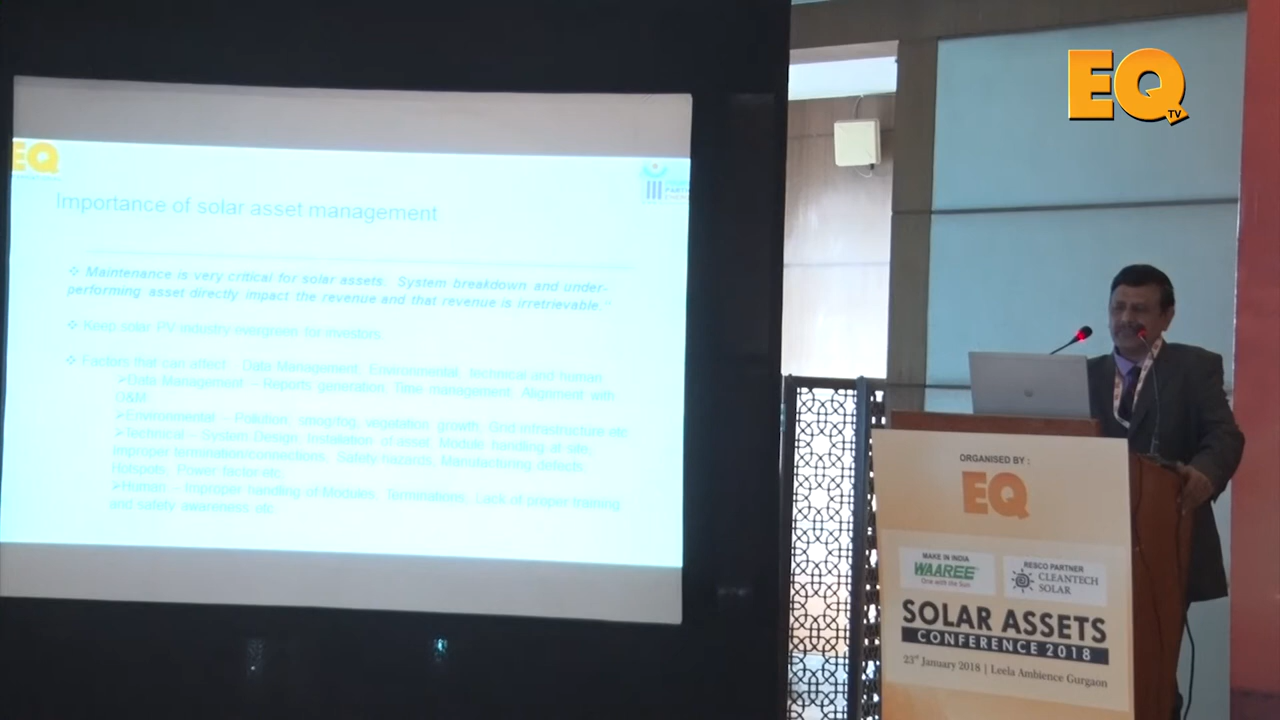 EQ
TV
EQ
Importance of solar asset management
❖ Maintenance is very critical for solar assets. System breakdown and under-
performing asset directly impact the revenue and that revenue is irretrievable."
❖ Keep solar PV industry evergreen for investors.
❖ Factors that can affect: Data Management, Environmental, technical and human
➢Data Management – Reports generation, Time management, Alignment with
O&M.
➢Environmental – Pollution, smog/fog, vegetation growth, Grid infrastructure etc
➢Technical – System Design, Installation of asset, Module handling at site,
Improper termination/connections, Safety hazards, Manufacturing defects,
Hotspots, Power factor etc.
➢Human – Improper handling of Modules, Terminations, Lack of proper training
and safety awareness etc.
ORGANISED BY :
EQ
MAKE IN INDIA
WAAREE
One with the Sun
RESCO PARTNER
CLEANTECH
SOLAR
SOLAR ASSETS
CONFERENCE 2018
23rd January 2018 | Leela Ambience Gurgaon